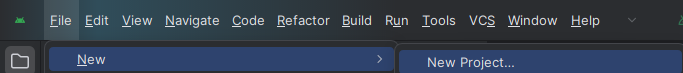 File Edit View Navigate Code Refactor Build Run Tools VCS Window Help
New New Project...